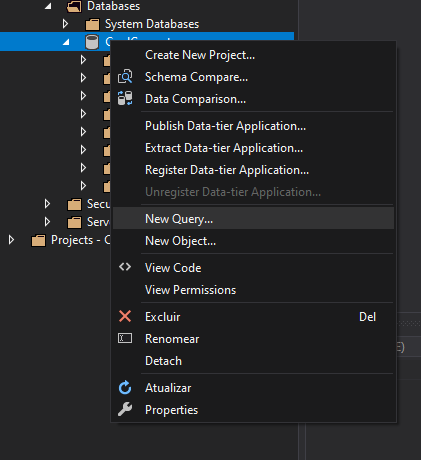 Databases
System Databases
Create New Project...
Schema Compare...
Data Comparison...
Publish Data-tier Application...
Extract Data-tier Application...
Register Data-tier Application...
Unregister Data-tier Application...
New Query...
New Object...
View Code
View Permissions
Excluir Del
Renomear
Detach
Atualizar
Properties
Secu
Serv
Projects - C
E)